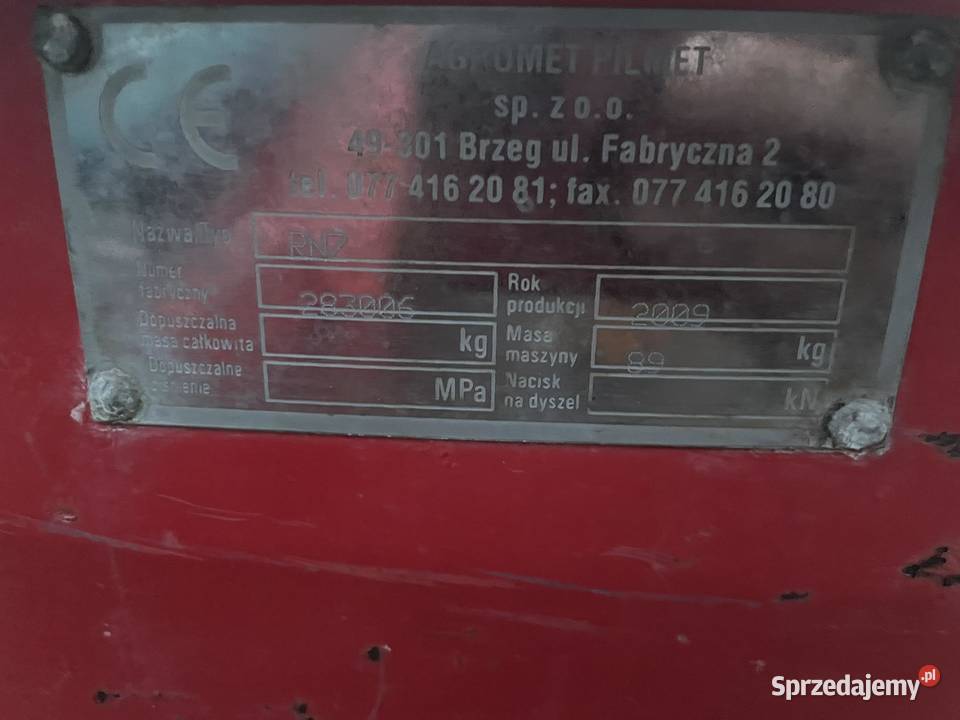 CE
AGROMET PILMET
sp. z o.o.
49-301 Brzeg ul. Fabryczna 2
tel. 077 416 20 81; fax. 077 416 20 80
Nazwa/Typ RNZ
Numer fabryczny 283006
Rok produkcji 2009
Dopuszczalna masa całkowita kg
Masa maszyny 89 kg
Dopuszczalne ciśnienie MPa
Nacisk na dyszel kN
Sprzedajemy.pl